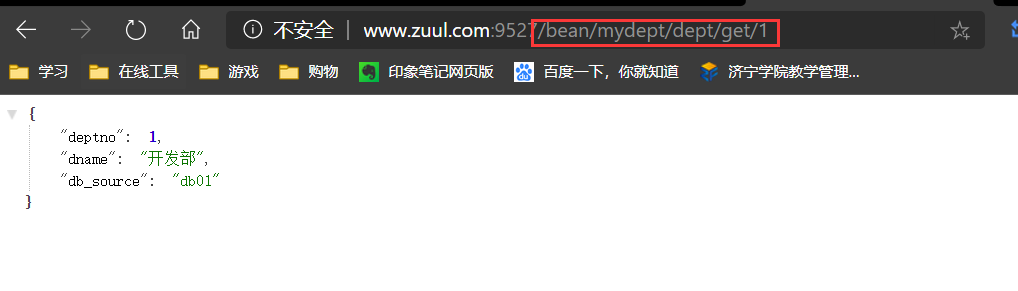 不安全 www.zuul.com:9527/bean/mydept/dept/get/1
学习 在线工具 游戏 购物 印象笔记网页版 百度一下，你就知道 济宁学院教学管理...
{
"deptno": 1,
"dname": "开发部",
"db_source": "db01"
}